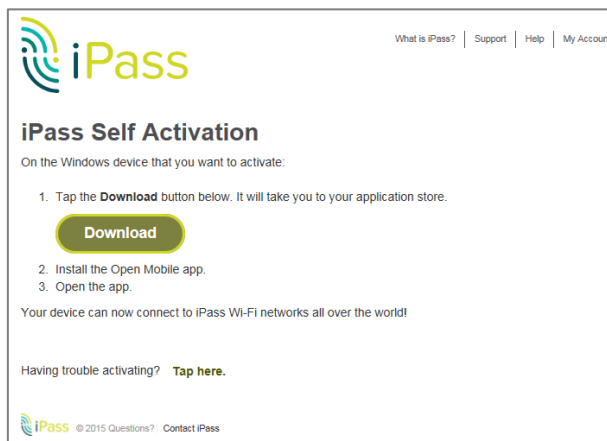 iPass
What is iPass? Support Help My Accoun
iPass Self Activation
On the Windows device that you want to activate:
1. Tap the Download button below. It will take you to your application store.
Download
2. Install the Open Mobile app.
3. Open the app.
Your device can now connect to iPass Wi-Fi networks all over the world!
Having trouble activating? Tap here.
iPass © 2015 Questions? Contact iPass